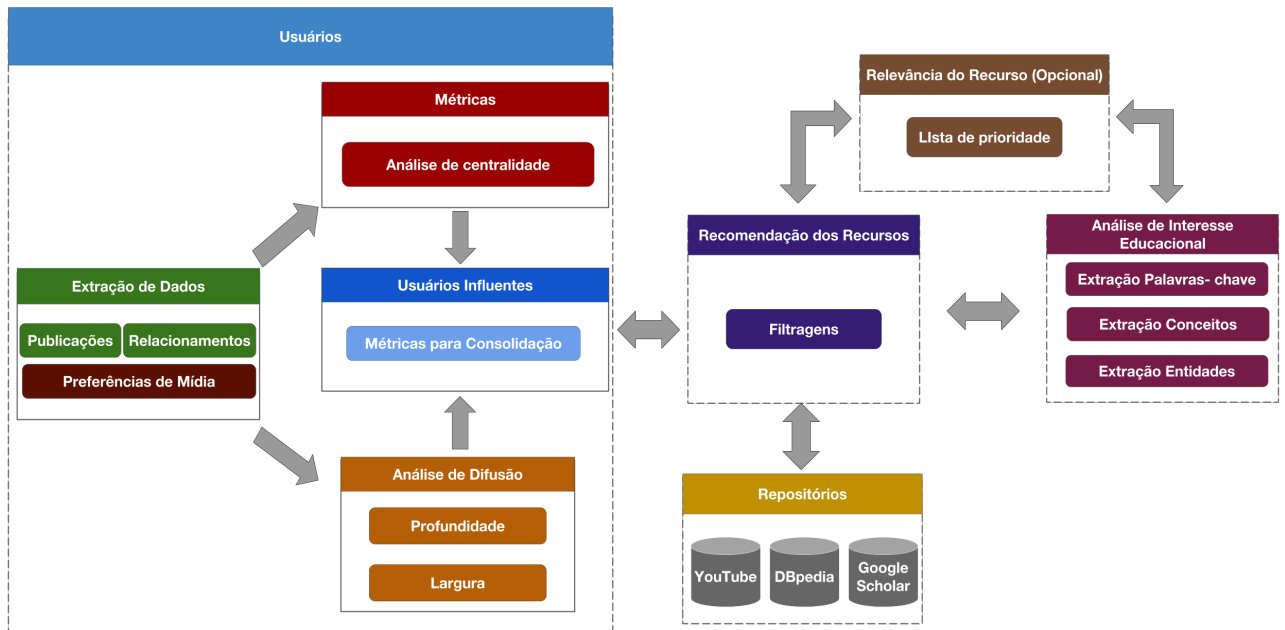 Usuários
Métricas
Análise de centralidade
Extração de Dados
Publicações
Relacionamentos
Preferências de Mídia
Usuários Influentes
Métricas para Consolidação
Análise de Difusão
Profundidade
Largura
Relevância do Recurso (Opcional)
LIsta de prioridade
Recomendação dos Recursos
Filtragens
Análise de Interesse
Educacional
Extração Palavras- chave
Extração Conceitos
Extração Entidades
Repositórios
YouTube
DBpedia
Google
Scholar